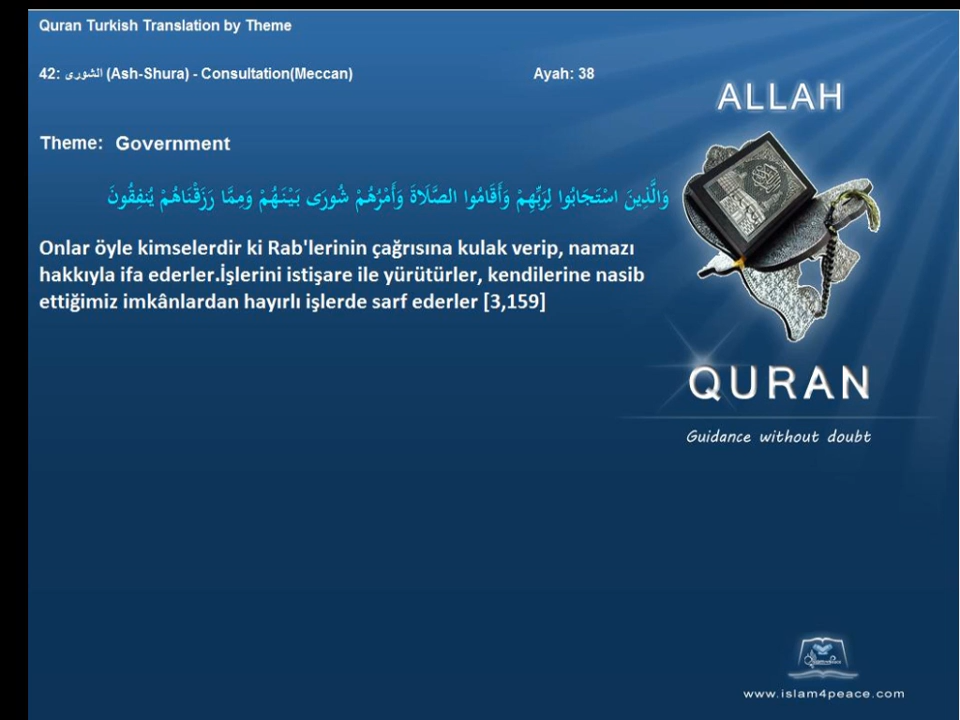 Quran Turkish Translation by Theme
42: الشورى (Ash-Shura) - Consultation(Meccan)
Ayah: 38
Theme: Government
وَالَّذِينَ اسْتَجَابُوا لِرَبِّهِمْ وَأَقَامُوا الصَّلَاةَ وَأَمْرُهُمْ شُورَى بَيْنَهُمْ وَمِمَّا رَزَقْنَاهُمْ يُنفِقُونَ
Onlar öyle kimselerdir ki Rab'lerinin çağrısına kulak verip, namazı
hakkıyla ifa ederler.İşlerini istişare ile yürütürler, kendilerine nasib
ettiğimiz imkânlardan hayırlı işlerde sarf ederler [3,159]
ALLAH
QURAN
Guidance without doubt
www.islam4peace.com